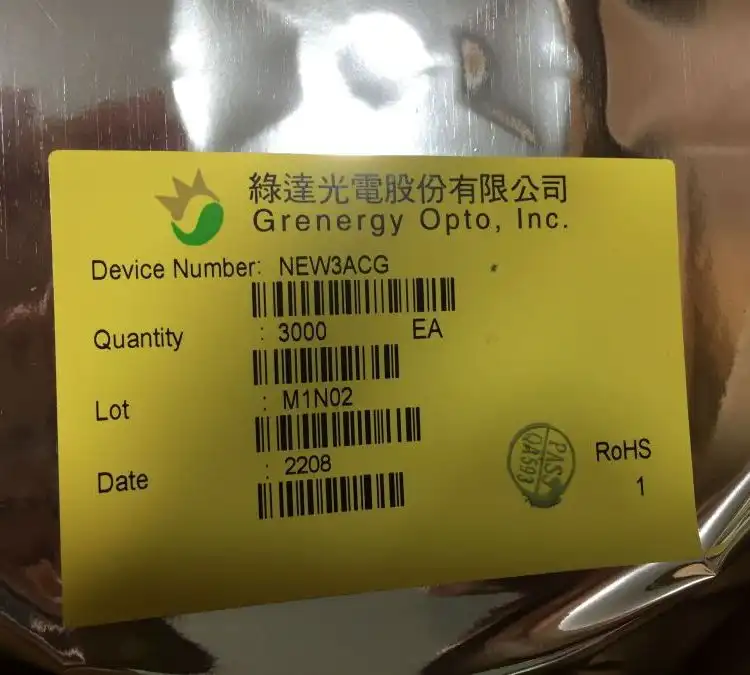 綠達光電股份有限公司
Grenergy Opto, Inc.
Device Number: NEW3ACG
Quantity : 3000 EA
Lot : M1N02
Date : 2208
PASS
QA593
RoHS
1